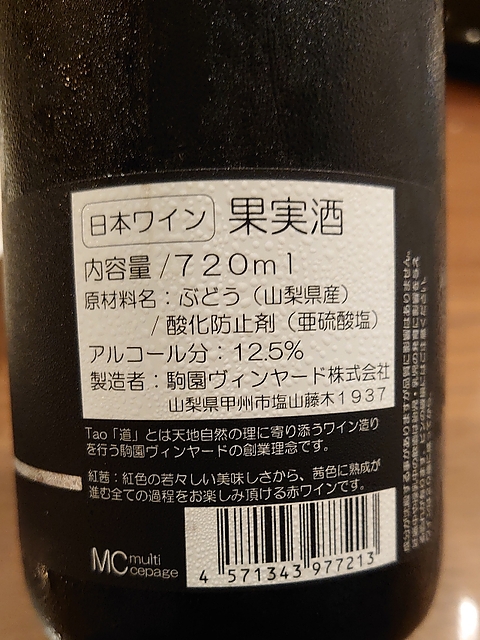 日本ワイン 果実酒
内容量/720ml
原材料名：ぶどう（山梨県産）
/酸化防止剤（亜硫酸塩）
アルコール分：12.5%
製造者：駒園ヴィンヤード株式会社
山梨県甲州市塩山藤木1937
Tao「道」とは天地自然の理に寄り添うワイン造り
を行う駒園ヴィンヤードの創業理念です。
紅茜：紅色の若々しい美味しさから、茜色に熟成が
進む全ての過程をお楽しみ頂ける赤ワインです。
MC multi
cepage
4 571343 977213